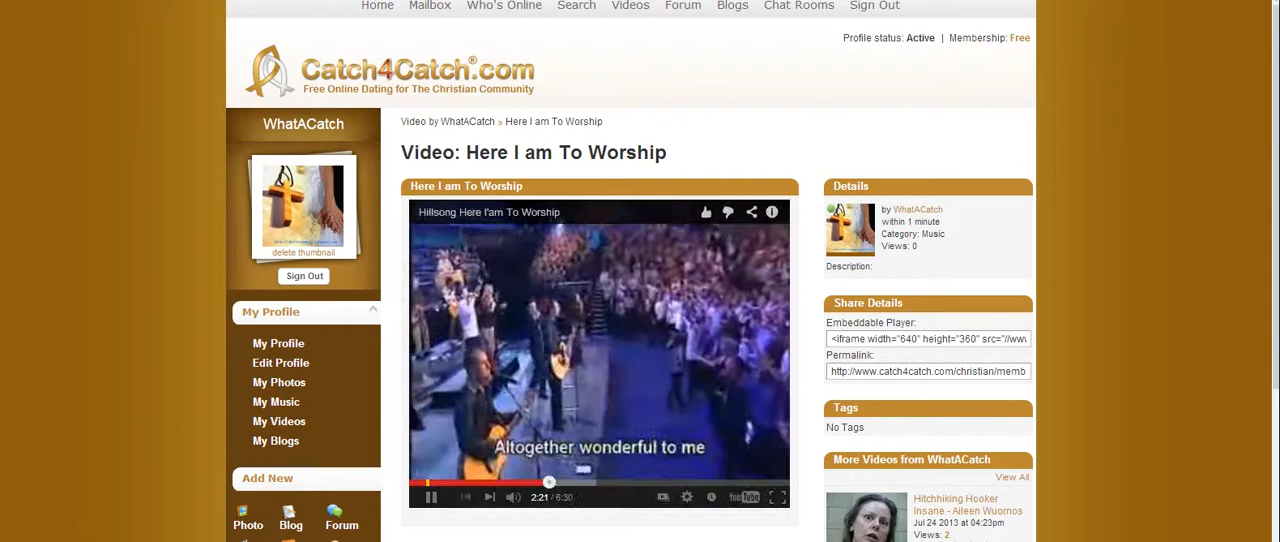 Home Mailbox Who's Online Search Videos Forum Blogs Chat Rooms Sign Out
Profile status: Active | Membership: Free
Catch4Catch®.com
Free Online Dating for The Christian Community
WhatACatch
delete thumbnail
Sign Out
My Profile
My Profile
Edit Profile
My Photos
My Music
My Videos
My Blogs
Add New
Photo Blog Forum
Video by WhatACatch » Here I am To Worship
Video: Here I am To Worship
Here I am To Worship
Hillsong Here I'am To Worship
Altogether wonderful to me
2:21 / 6:30
YouTube
Details
by WhatACatch
within 1 minute
Category: Music
Views: 0
Description:
Share Details
Embeddable Player:
<iframe width="640" height="360" src="//www
Permalink:
http://www.catch4catch.com/christian/memb
Tags
No Tags
More Videos from WhatACatch
View All
Hitchhiking Hooker
Insane - Aileen Wuornos
Jul 24 2013 at 04:23pm
Views: 2